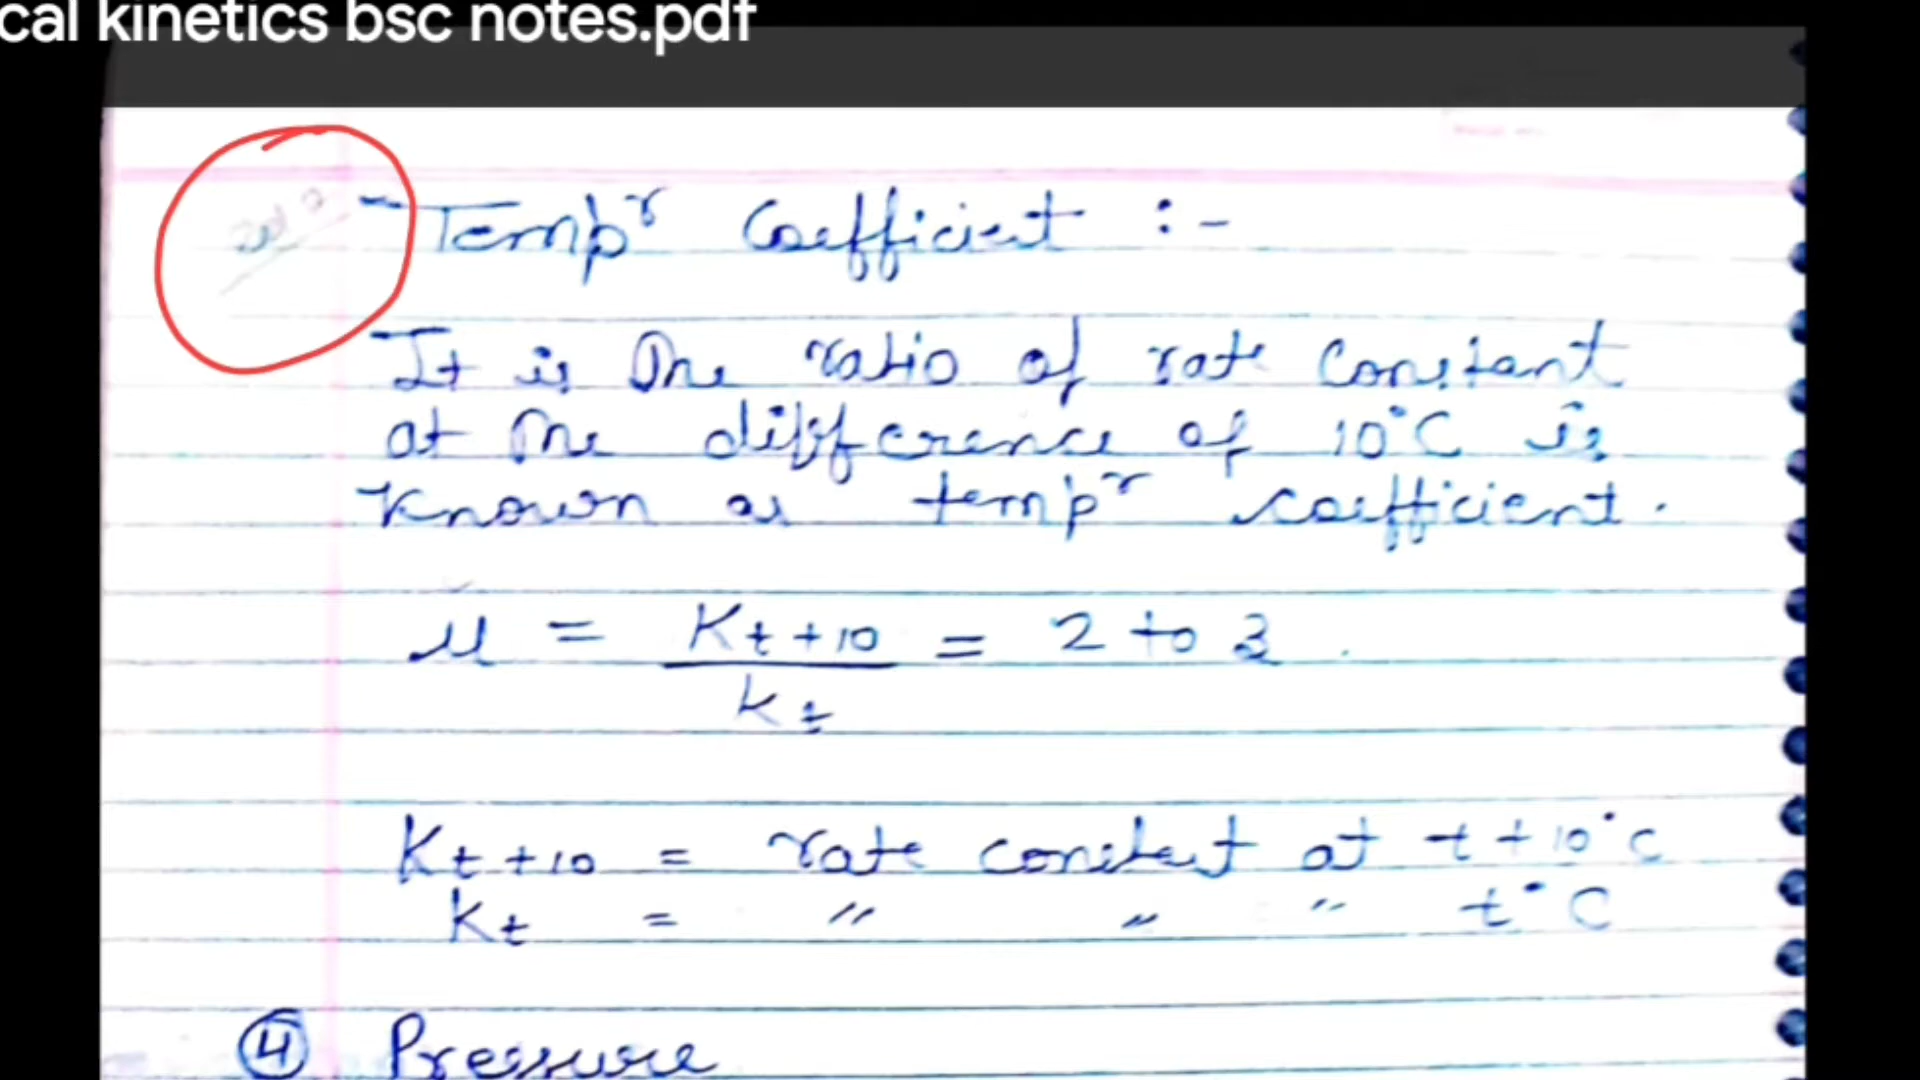 cal kinetics bsc notes.pdf
Tempʳ Coefficient :-
It is the ratio of rate constant
at the difference of 10°C is
known as tempʳ coefficient.
μ = Kt+10 / Kt = 2 to 3.
Kt+10 = rate constant at t+10°C
Kt = " " " t°C
④ Pressure